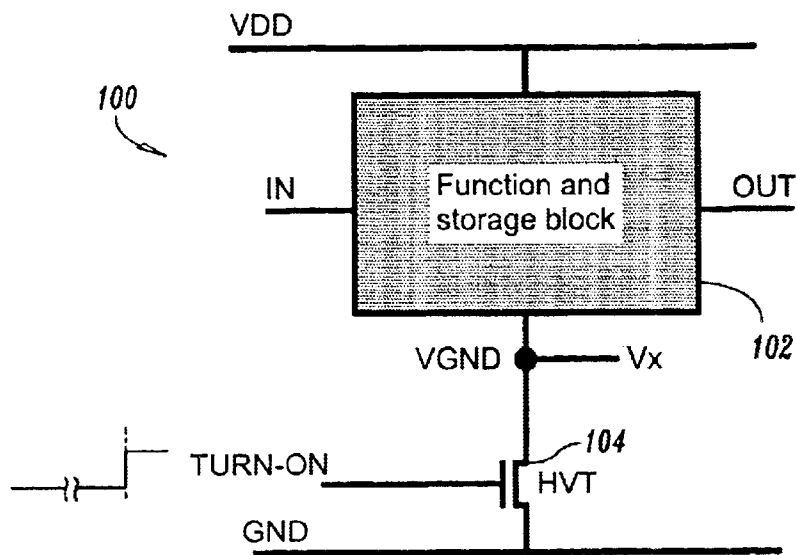 VDD
100
IN
Function and
storage block
OUT
102
VGND
Vx
104
TURN-ON
HVT
GND